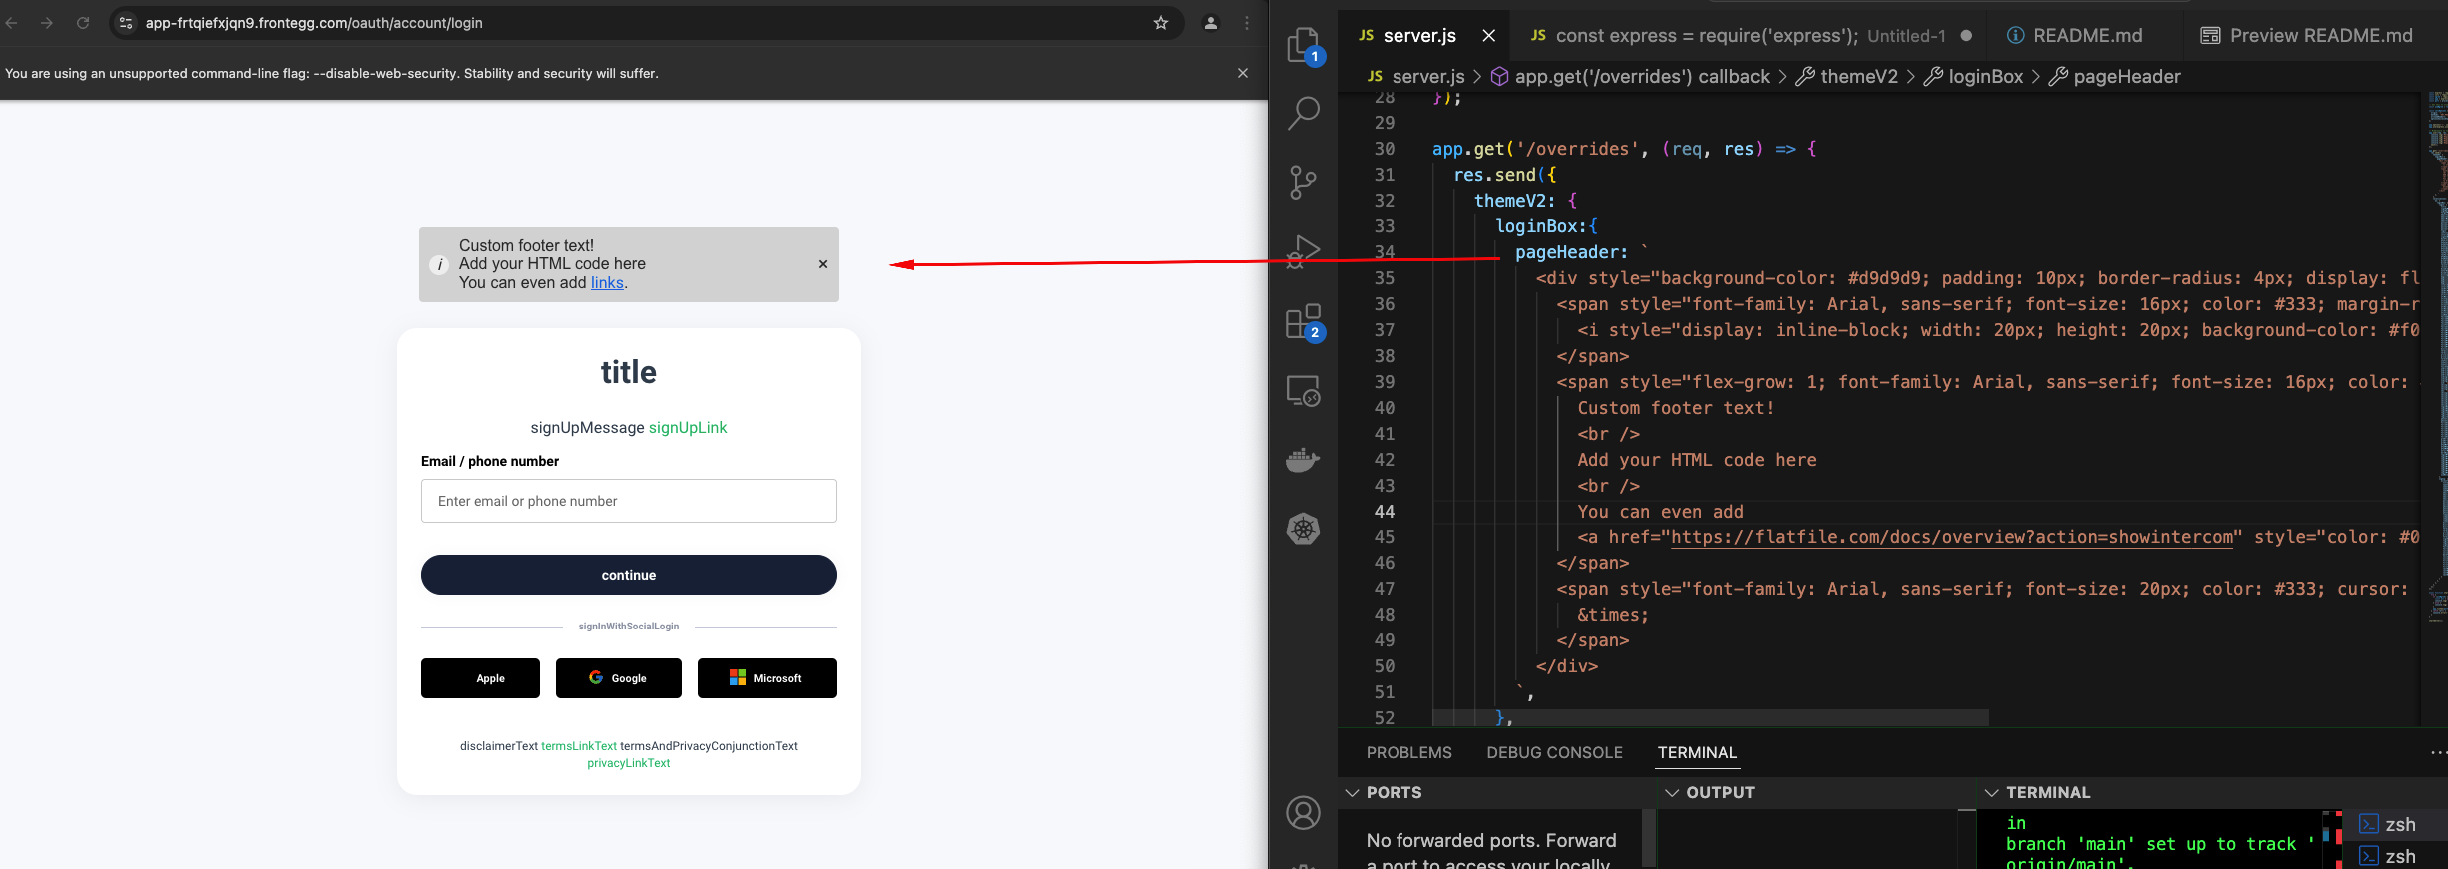 app-frtqiefxjqn9.frontegg.com/oauth/account/login
You are using an unsupported command-line flag: --disable-web-security. Stability and security will suffer.
i
Custom footer text!
Add your HTML code here
You can even add links.
×
title
signUpMessage signUpLink
Email / phone number
Enter email or phone number
continue
signInWithSocialLogin
Apple
Google
Microsoft
disclaimerText termsLinkText termsAndPrivacyConjunctionText
privacyLinkText
1
2
JS server.js
JS const express = require('express'); Untitled-1
README.md
Preview README.md
JS server.js > app.get('/overrides') callback > themeV2 > loginBox > pageHeader
28 });
29
30 app.get('/overrides', (req, res) => {
31 res.send({
32 themeV2: {
33 loginBox:{
34 pageHeader: `
35 <div style="background-color: #d9d9d9; padding: 10px; border-radius: 4px; display: fl
36 <span style="font-family: Arial, sans-serif; font-size: 16px; color: #333; margin-r
37 <i style="display: inline-block; width: 20px; height: 20px; background-color: #f0
38 </span>
39 <span style="flex-grow: 1; font-family: Arial, sans-serif; font-size: 16px; color:
40 Custom footer text!
41 <br />
42 Add your HTML code here
43 <br />
44 You can even add
45 <a href="https://flatfile.com/docs/overview?action=showintercom" style="color: #0
46 </span>
47 <span style="font-family: Arial, sans-serif; font-size: 20px; color: #333; cursor:
48 &times;
49 </span>
50 </div>
51 `,
52 },
PROBLEMS
DEBUG CONSOLE
TERMINAL
PORTS
OUTPUT
TERMINAL
No forwarded ports. Forward
a port to access your locally
in
branch 'main' set up to track '
origin/main'.
zsh
zsh